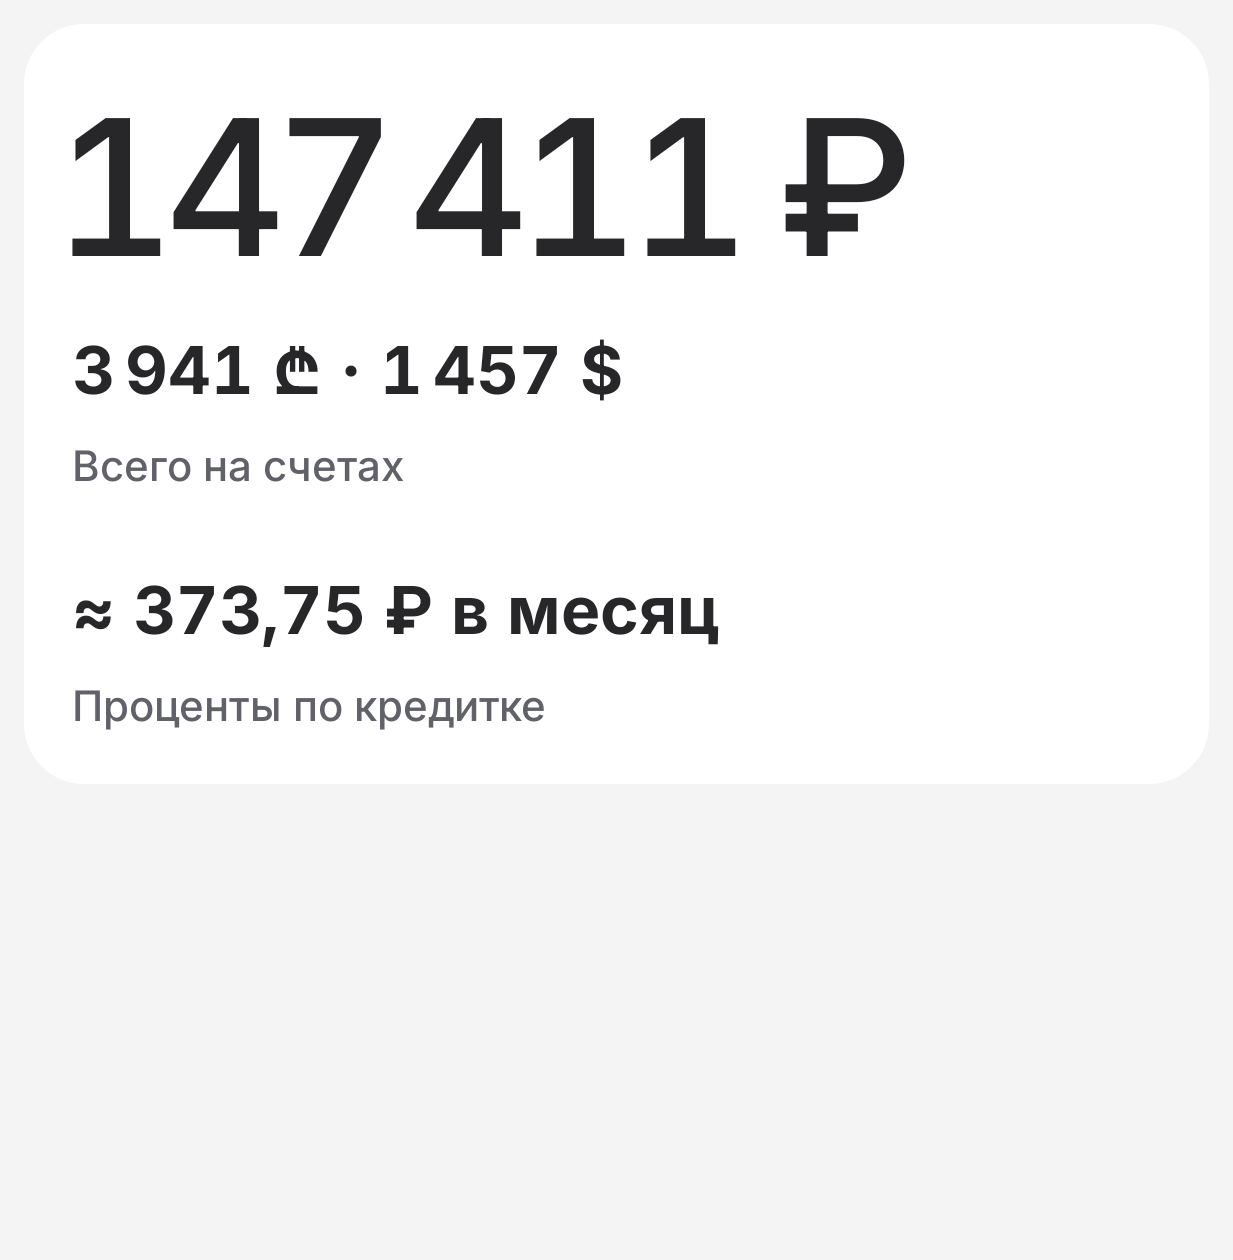 147 411 ₽
3 941 ₾ · 1 457 $
Всего на счетах
≈ 373,75 ₽ в месяц
Проценты по кредитке